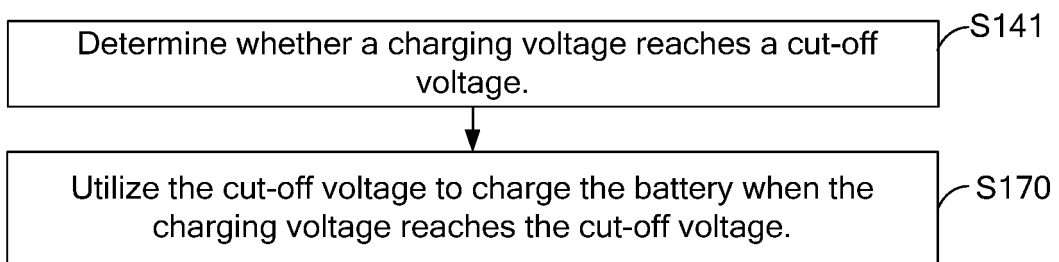 Determine whether a charging voltage reaches a cut-off
voltage.
S141
Utilize the cut-off voltage to charge the battery when the
charging voltage reaches the cut-off voltage.
S170